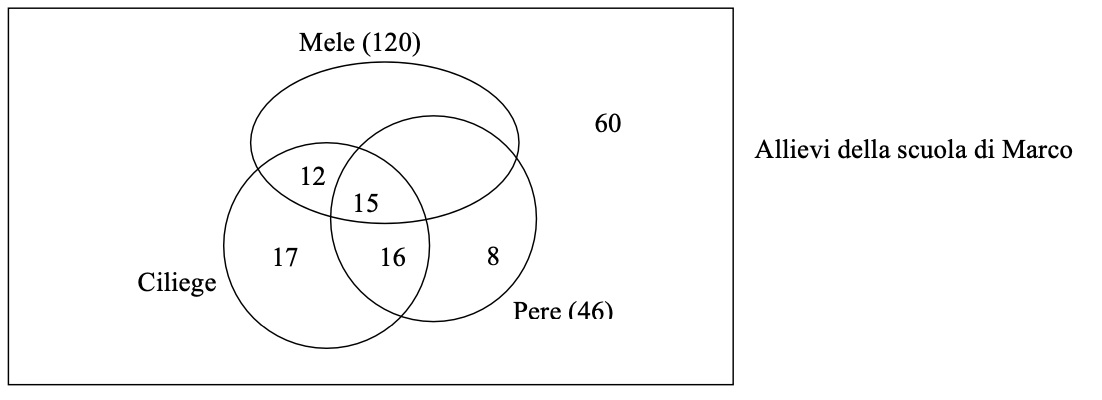 Mele (120)
60
Allievi della scuola di Marco
12
15
17
16
8
Ciliege
Pere (46)